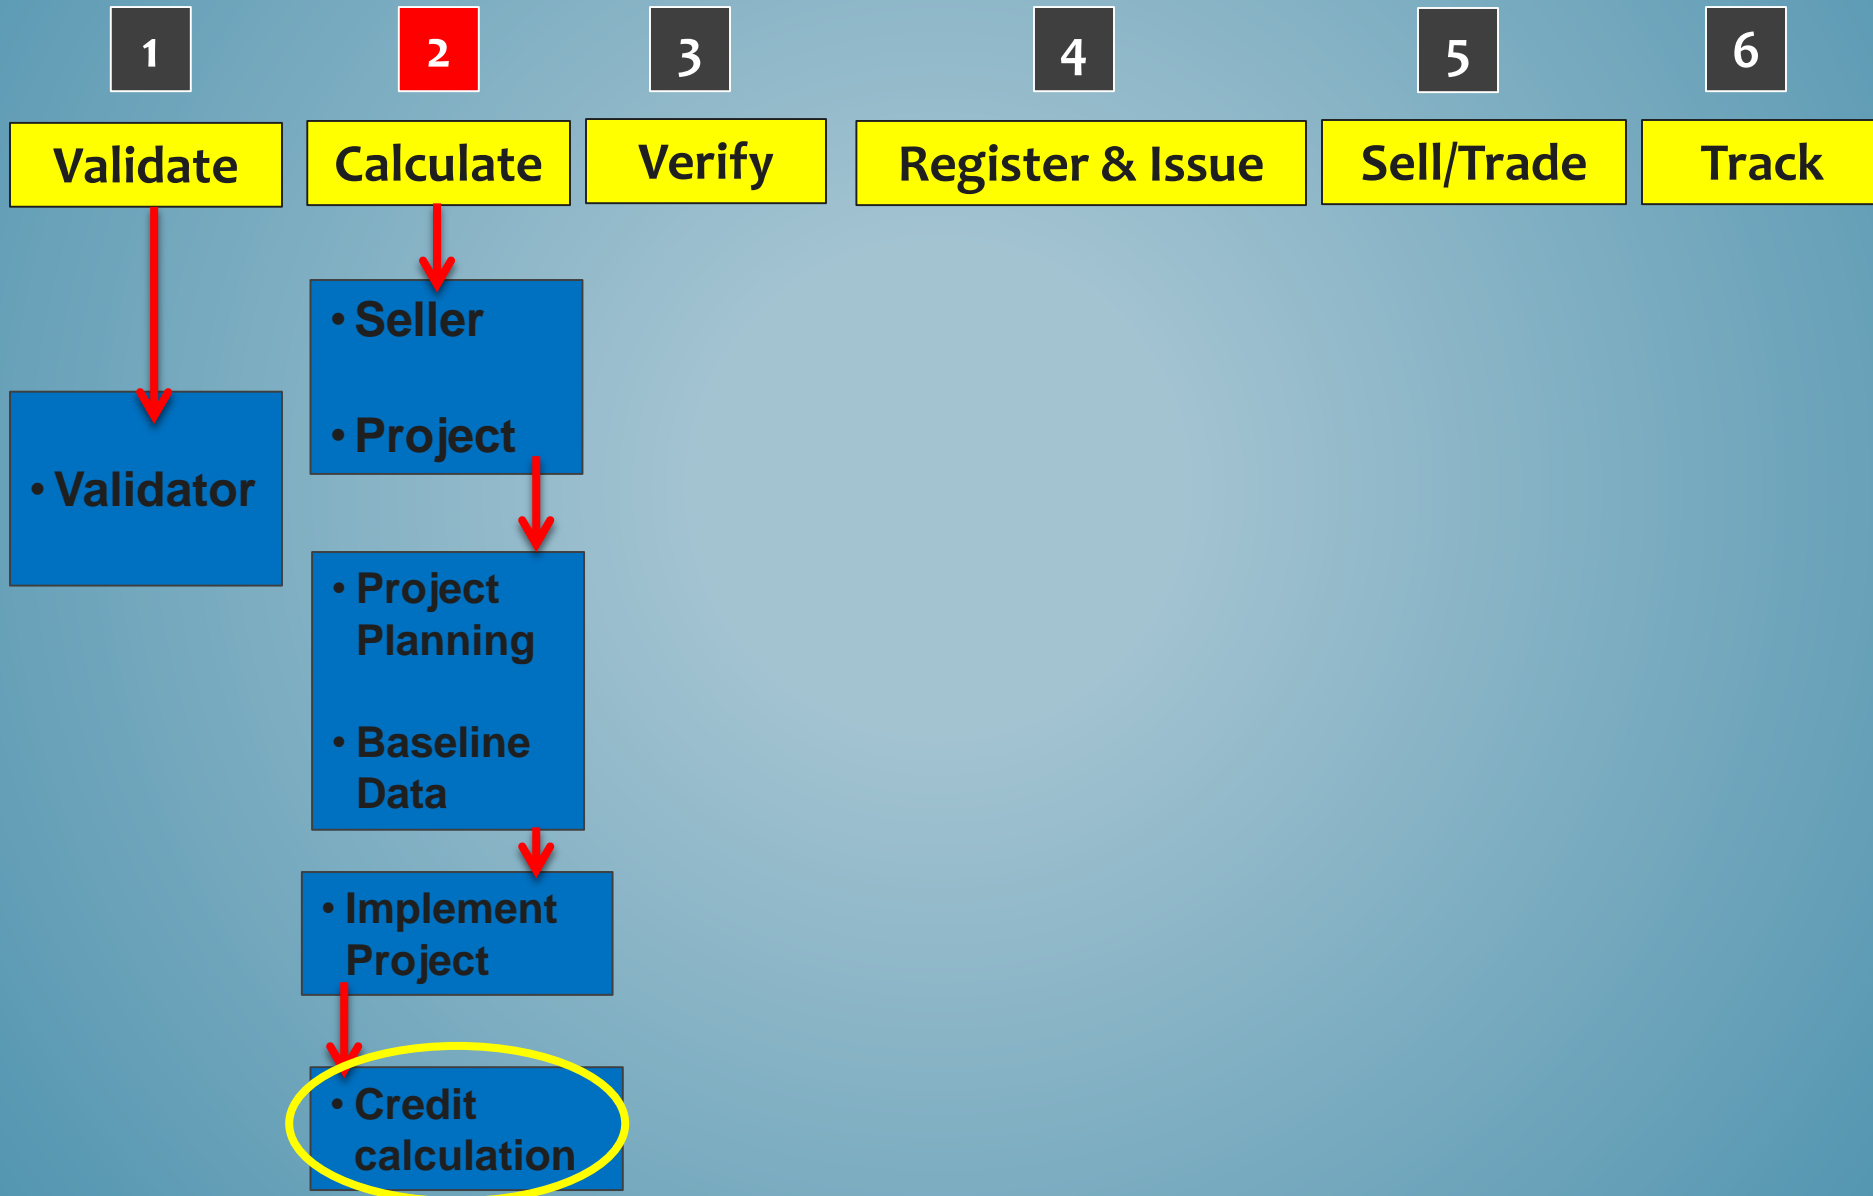 1
2
3
4
5
6
Validate
Calculate
Verify
Register & Issue
Sell/Trade
Track
• Validator
• Seller
• Project
• Project
Planning
• Baseline
Data
• Implement
Project
• Credit
calculation